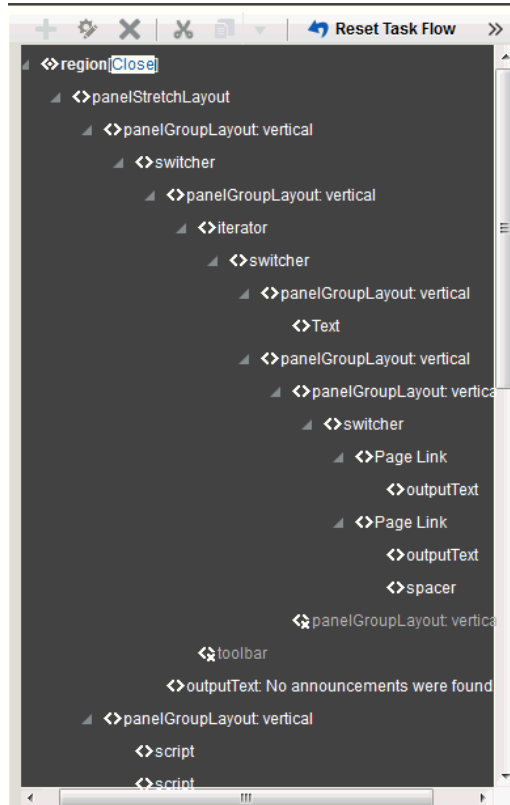 Reset Task Flow »
region[Close]
panelStretchLayout
panelGroupLayout: vertical
switcher
panelGroupLayout: vertical
iterator
switcher
panelGroupLayout: vertical
Text
panelGroupLayout: vertical
panelGroupLayout: vertica
switcher
Page Link
outputText
Page Link
outputText
spacer
panelGroupLayout: vertica
toolbar
outputText: No announcements were found
panelGroupLayout: vertical
script
script